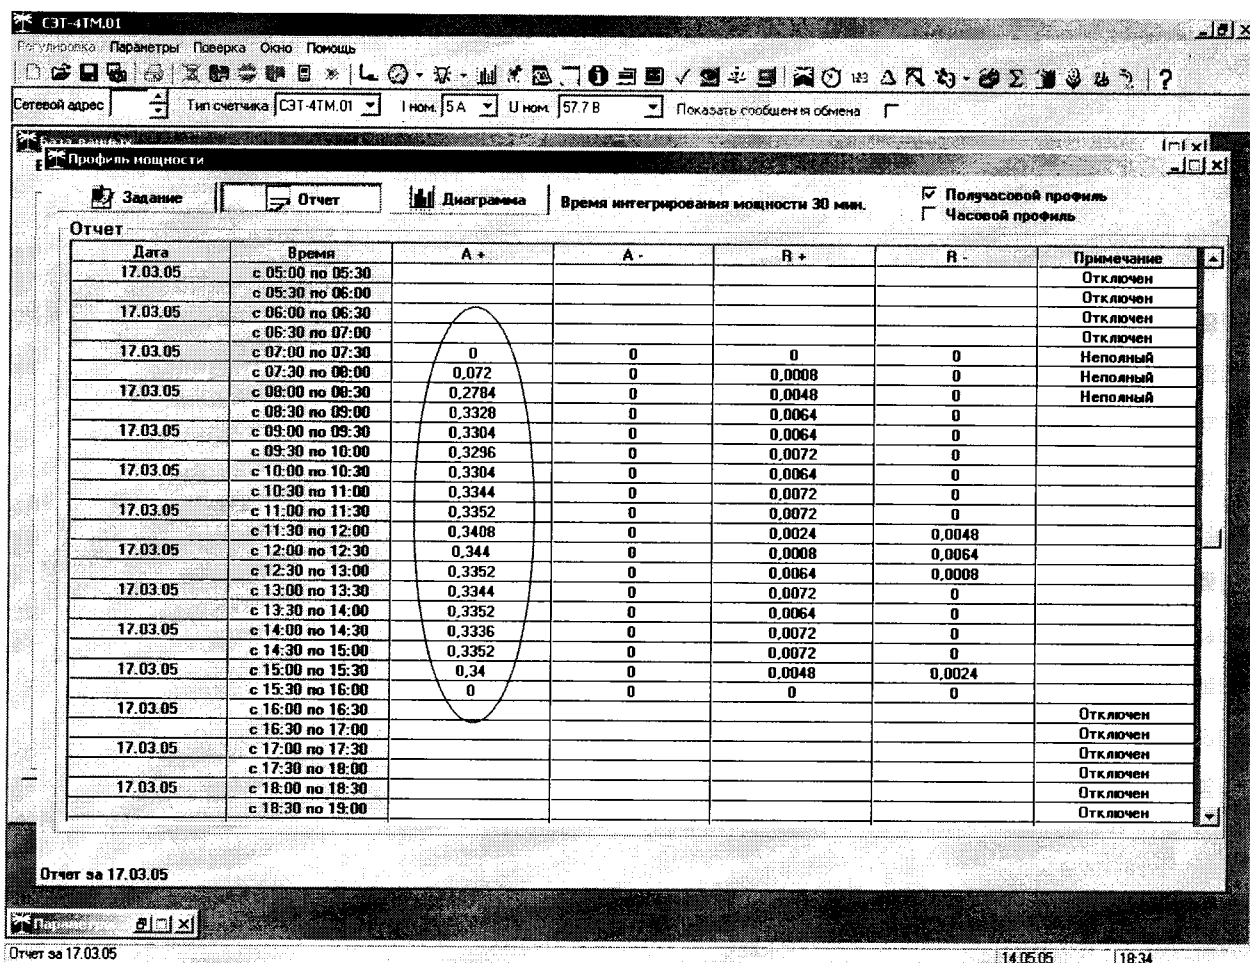 СЭТ-4ТМ.01
Регулировка Параметры Поверка Окно Помощь
Сетевой адрес Тип счетчика СЭТ-4ТМ.01 I ном. 5 А U ном. 57.7 В Показать сообщения обмена
База данных
Профиль мощности
Задание Отчет Диаграмма Время интегрирования мощности 30 мин. Получасовой профиль
Часовой профиль
Отчет
Дата Время А + А - R + R - Примечание
17.03.05 с 05:00 по 05:30 Отключен
с 05:30 по 06:00 Отключен
17.03.05 с 06:00 по 06:30 Отключен
с 06:30 по 07:00 Отключен
17.03.05 с 07:00 по 07:30 0 0 0 0 Неполный
с 07:30 по 08:00 0,072 0 0,0008 0 Неполный
17.03.05 с 08:00 по 08:30 0,2784 0 0,0048 0 Неполный
с 08:30 по 09:00 0,3328 0 0,0064 0
17.03.05 с 09:00 по 09:30 0,3304 0 0,0064 0
с 09:30 по 10:00 0,3296 0 0,0072 0
17.03.05 с 10:00 по 10:30 0,3304 0 0,0064 0
с 10:30 по 11:00 0,3344 0 0,0072 0
17.03.05 с 11:00 по 11:30 0,3352 0 0,0072 0
с 11:30 по 12:00 0,3408 0 0,0024 0,0048
17.03.05 с 12:00 по 12:30 0,344 0 0,0008 0,0064
с 12:30 по 13:00 0,3352 0 0,0064 0,0008
17.03.05 с 13:00 по 13:30 0,3344 0 0,0072 0
с 13:30 по 14:00 0,3352 0 0,0064 0
17.03.05 с 14:00 по 14:30 0,3336 0 0,0072 0
с 14:30 по 15:00 0,3352 0 0,0072 0
17.03.05 с 15:00 по 15:30 0,34 0 0,0048 0,0024
с 15:30 по 16:00 0 0 0 0
17.03.05 с 16:00 по 16:30 Отключен
с 16:30 по 17:00 Отключен
17.03.05 с 17:00 по 17:30 Отключен
с 17:30 по 18:00 Отключен
17.03.05 с 18:00 по 18:30 Отключен
с 18:30 по 19:00 Отключен
Отчет за 17.03.05
Отчет за 17.03.05 14.05.05 18:34